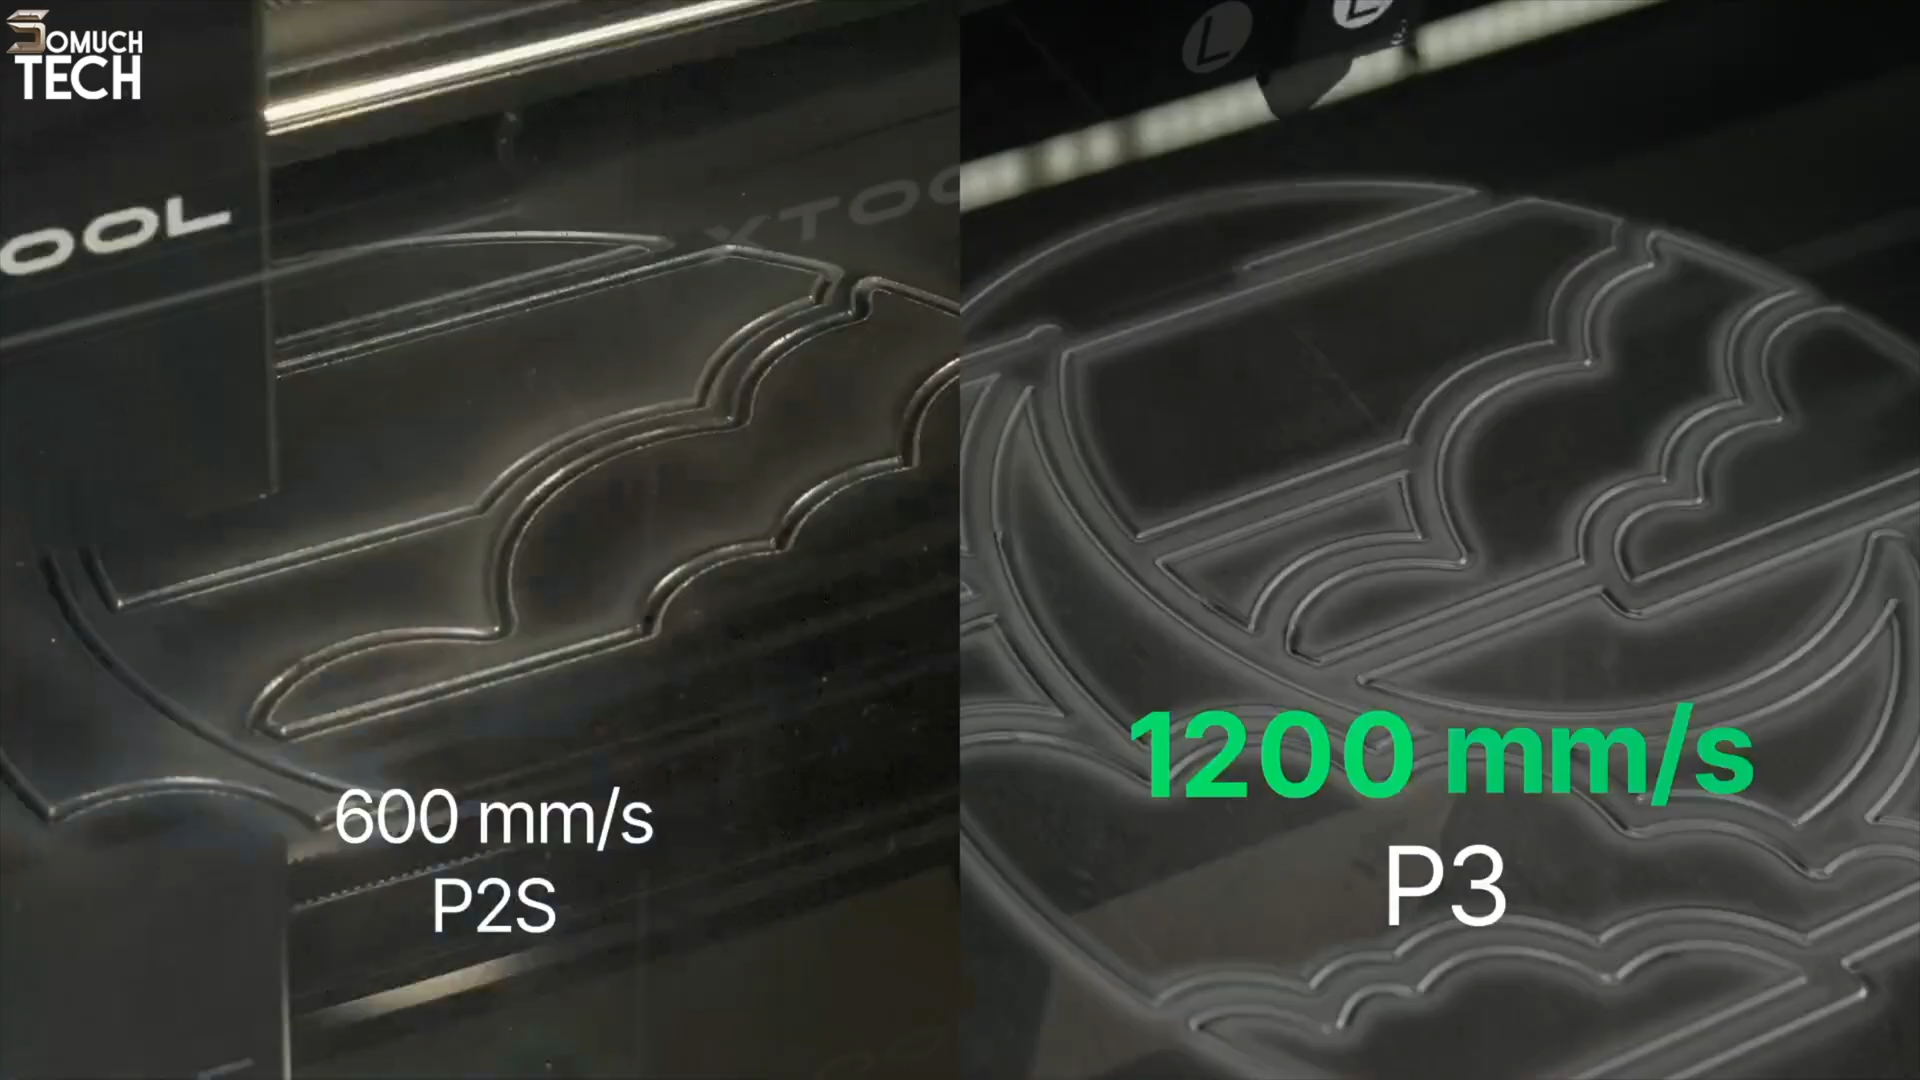 SOMUCH
TECH
OOL
XTOO
600 mm/s
P2S
L
L
1200 mm/s
P3